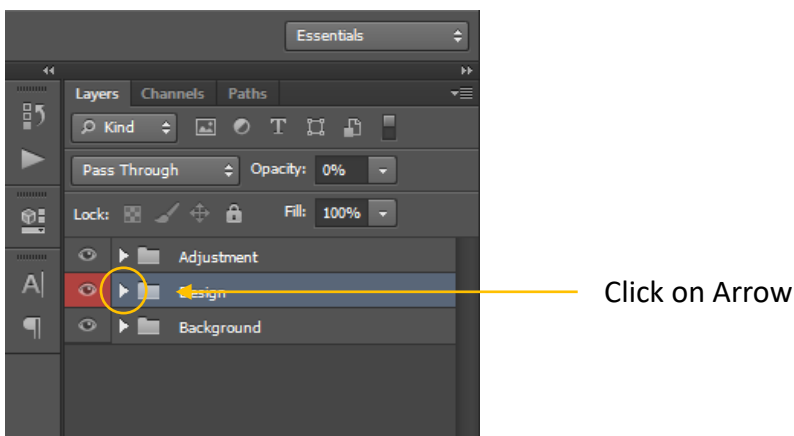 Essentials
Layers Channels Paths
Kind T
Pass Through Opacity: 0%
Lock: Fill: 100%
Adjustment
A
Design
Click on Arrow
¶
Background